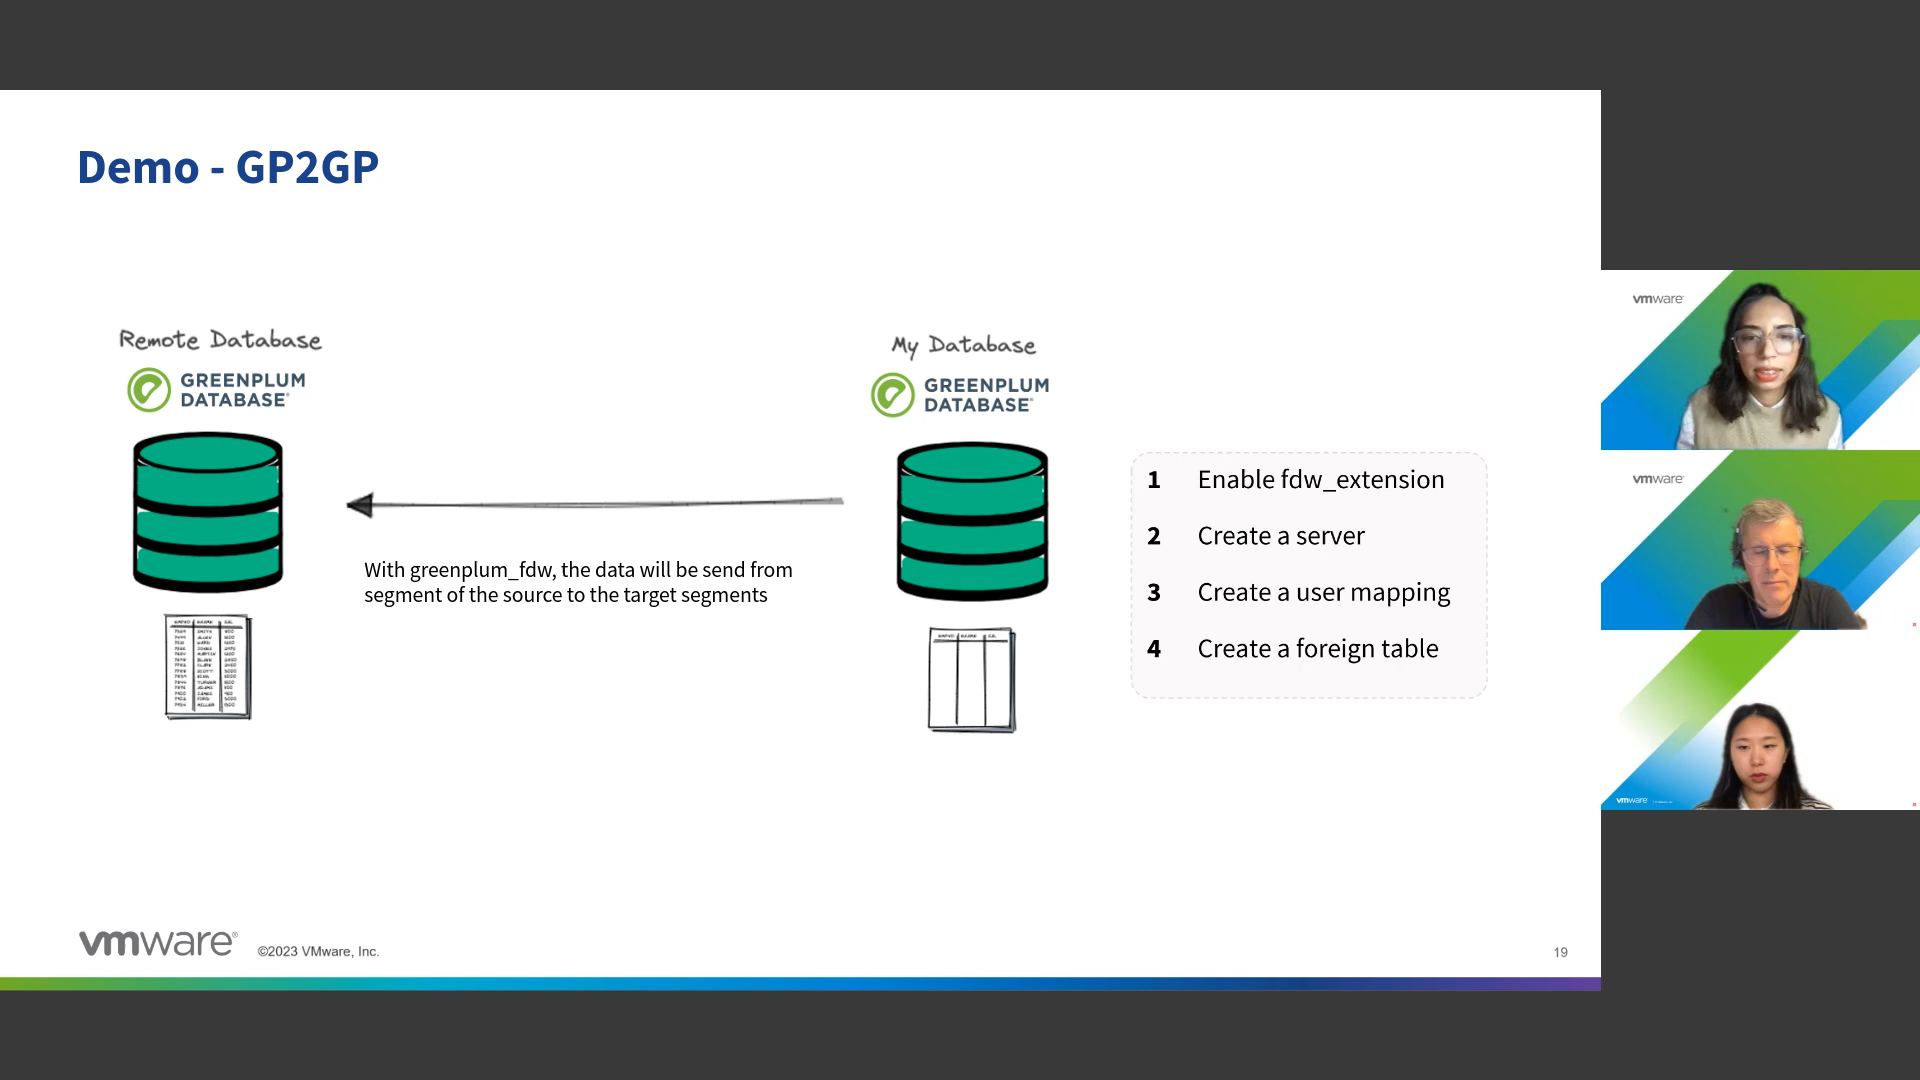 Demo - GP2GP
Remote Database
GREENPLUM
DATABASE
With greenplum_fdw, the data will be send from
segment of the source to the target segments
My Database
GREENPLUM
DATABASE
1 Enable fdw_extension
2 Create a server
3 Create a user mapping
4 Create a foreign table
vmware®
©2023 VMware, Inc.
19
vmware
vmware
vmware